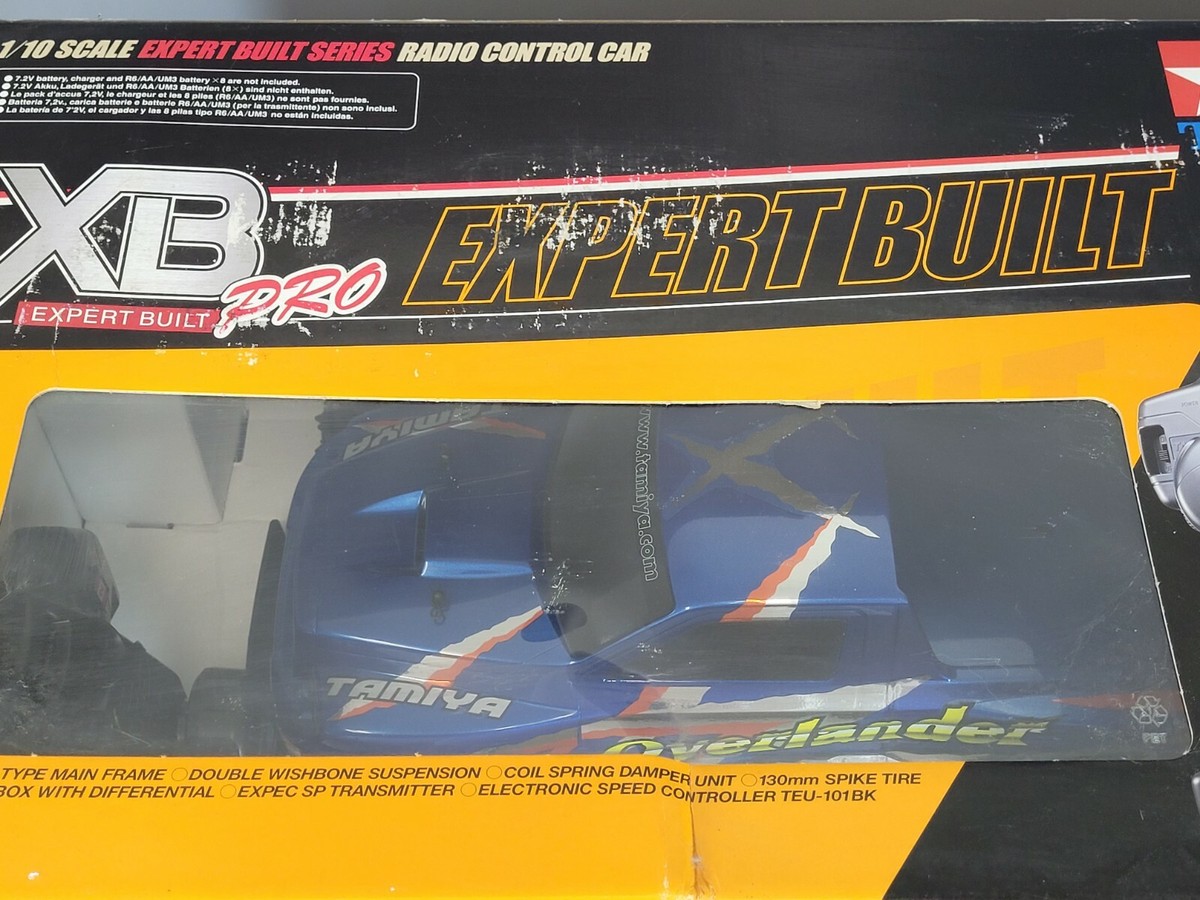 1/10 SCALE EXPERT BUILT SERIES RADIO CONTROL CAR
● 7.2V battery, charger and R6/AA/UM3 battery ×8 are not included.
● 7.2V Akku, Ladegerät und R6/AA/UM3 Batterien (8×) sind nicht enthalten.
● Le pack d'accus 7,2V, le chargeur et les 8 piles (R6/AA/UM3) ne sont pas fournies.
● Batteria 7,2v., carica batterie e batterie R6/AA/UM3 (per la trasmittente) non sono inclusi.
● La batería de 7'2V, el cargador y las 8 pilas tipo R6/AA/UM3 no están incluidas.
XB
PRO
EXPERT BUILT
EXPERT BUILT
TAMIYA
www.tamiya.com
TAMIYA
Overlander
PET
TYPE MAIN FRAME ○DOUBLE WISHBONE SUSPENSION ○COIL SPRING DAMPER UNIT ○130mm SPIKE TIRE
BOX WITH DIFFERENTIAL ○EXPEC SP TRANSMITTER ○ELECTRONIC SPEED CONTROLLER TEU-101BK